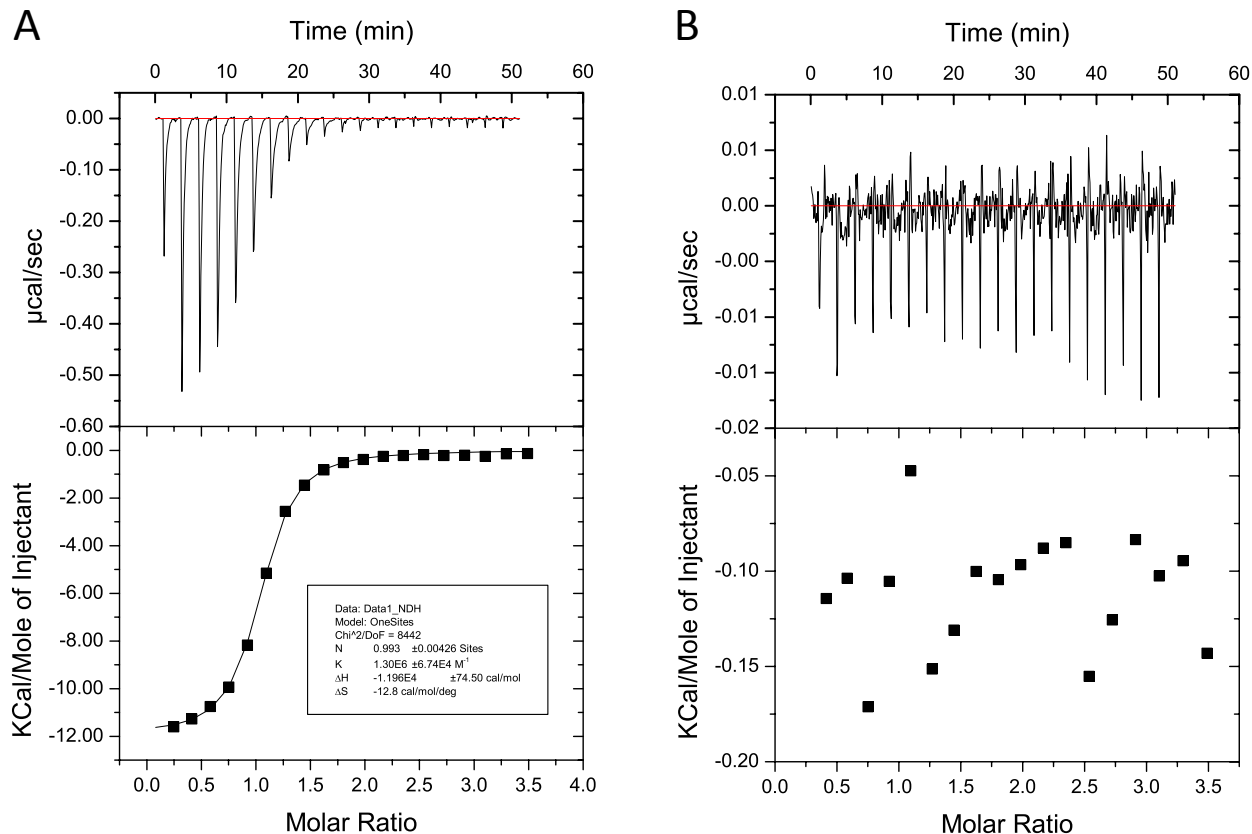 A
Time (min)
0 10 20 30 40 50 60
0.00
-0.10
-0.20
-0.30
-0.40
-0.50
-0.60
µcal/sec
0.00
-2.00
-4.00
-6.00
-8.00
-10.00
-12.00
KCal/Mole of Injectant
Data: Data1_NDH
Model: OneSites
Chi^2/DoF = 8442
N 0.993 ±0.00426 Sites
K 1.30E6 ±6.74E4 M⁻¹
ΔH -1.196E4 ±74.50 cal/mol
ΔS -12.8 cal/mol/deg
0.0 0.5 1.0 1.5 2.0 2.5 3.0 3.5 4.0
Molar Ratio
B
Time (min)
0 10 20 30 40 50 60
0.01
0.01
0.00
-0.00
-0.01
-0.01
-0.02
µcal/sec
-0.05
-0.10
-0.15
-0.20
KCal/Mole of Injectant
0.0 0.5 1.0 1.5 2.0 2.5 3.0 3.5
Molar Ratio